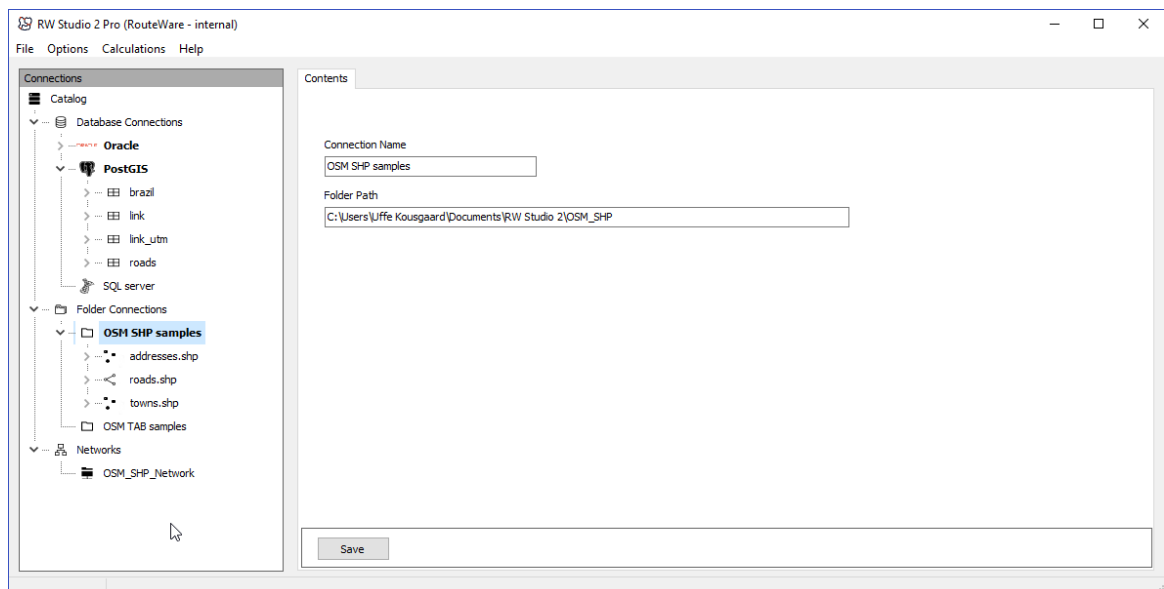 RW Studio 2 Pro (RouteWare - internal)
File Options Calculations Help
Connections
Catalog
Database Connections
Oracle
PostGIS
brazil
link
link_utm
roads
SQL server
Folder Connections
OSM SHP samples
addresses.shp
roads.shp
towns.shp
OSM TAB samples
Networks
OSM_SHP_Network
Contents
Connection Name
OSM SHP samples
Folder Path
C:\Users\Uffe Kousgaard\Documents\RW Studio 2\OSM_SHP
Save